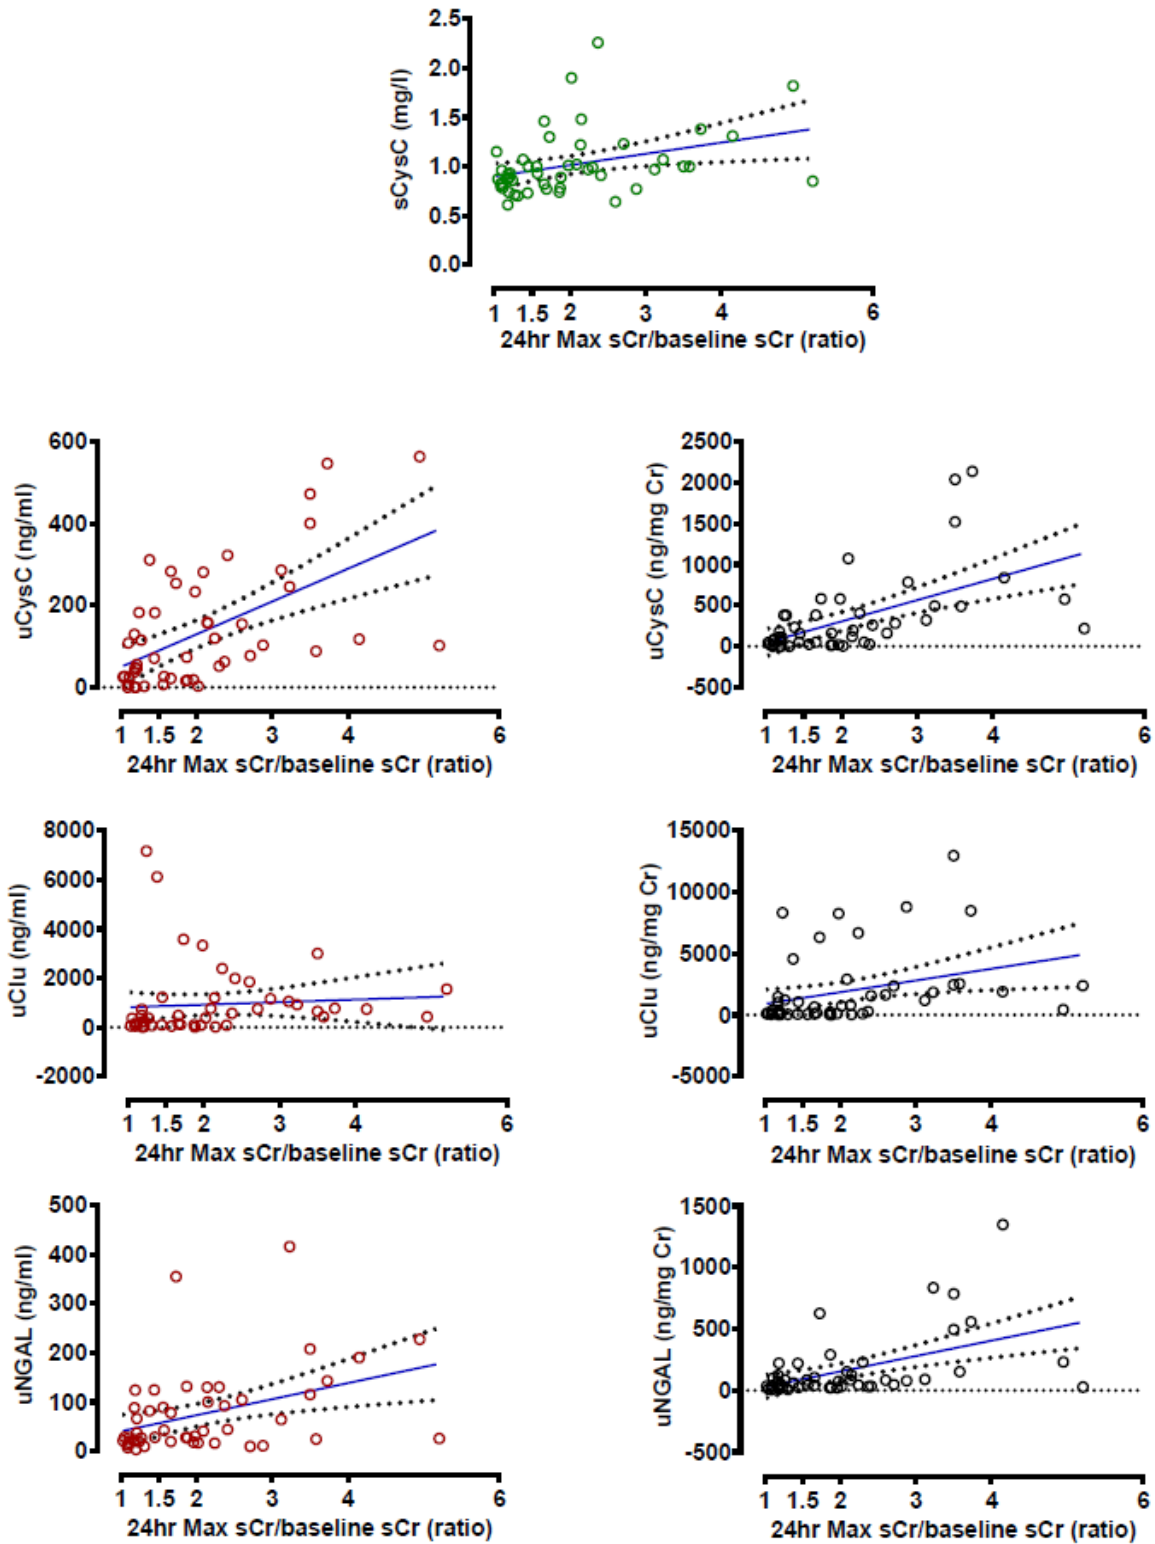 sCysC (mg/l)
2.5
2.0
1.5
1.0
0.5
0.0
1 1.5 2 3 4 6
24hr Max sCr/baseline sCr (ratio)
uCysC (ng/ml)
600
400
200
0
1 1.5 2 3 4 6
24hr Max sCr/baseline sCr (ratio)
uCysC (ng/mg Cr)
2500
2000
1500
1000
500
0
-500
1 1.5 2 3 4 6
24hr Max sCr/baseline sCr (ratio)
uClu (ng/ml)
8000
6000
4000
2000
0
-2000
1 1.5 2 3 4 6
24hr Max sCr/baseline sCr (ratio)
uClu (ng/mg Cr)
15000
10000
5000
0
-5000
1 1.5 2 3 4 6
24hr Max sCr/baseline sCr (ratio)
uNGAL (ng/ml)
500
400
300
200
100
0
1 1.5 2 3 4 6
24hr Max sCr/baseline sCr (ratio)
uNGAL (ng/mg Cr)
1500
1000
500
0
-500
1 1.5 2 3 4 6
24hr Max sCr/baseline sCr (ratio)